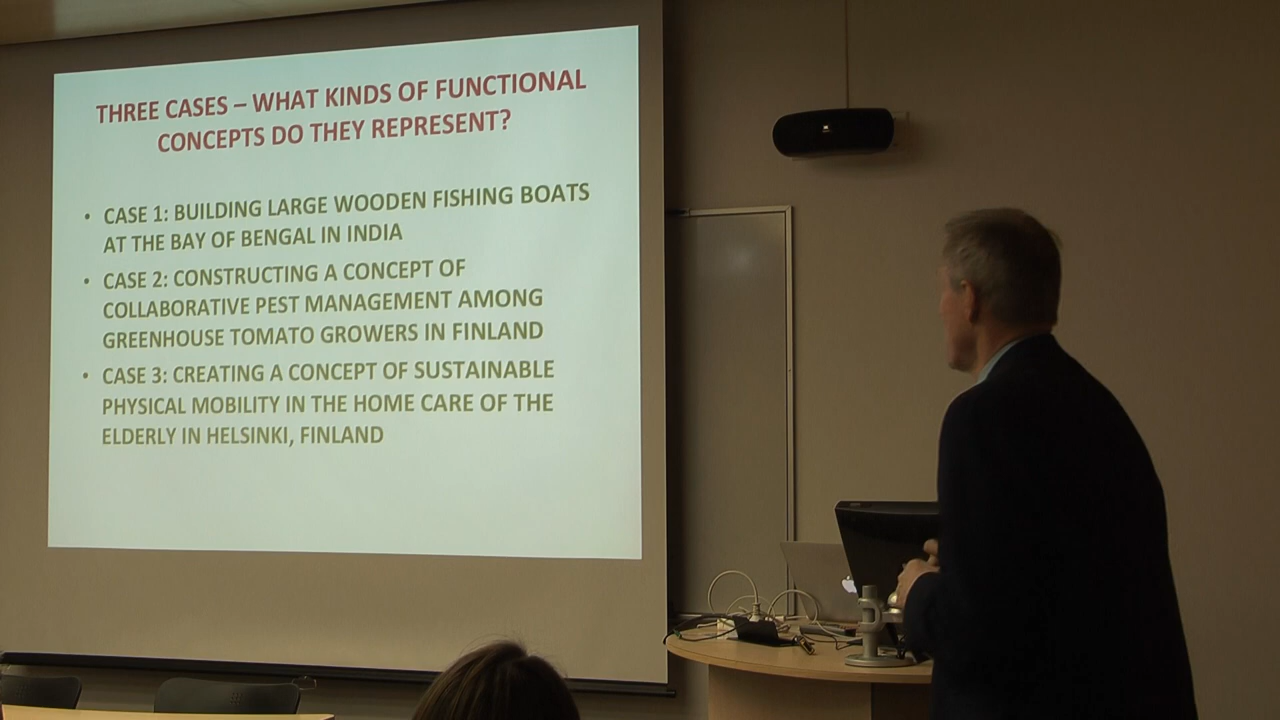 THREE CASES – WHAT KINDS OF FUNCTIONAL
CONCEPTS DO THEY REPRESENT?
• CASE 1: BUILDING LARGE WOODEN FISHING BOATS
AT THE BAY OF BENGAL IN INDIA
• CASE 2: CONSTRUCTING A CONCEPT OF
COLLABORATIVE PEST MANAGEMENT AMONG
GREENHOUSE TOMATO GROWERS IN FINLAND
• CASE 3: CREATING A CONCEPT OF SUSTAINABLE
PHYSICAL MOBILITY IN THE HOME CARE OF THE
ELDERLY IN HELSINKI, FINLAND